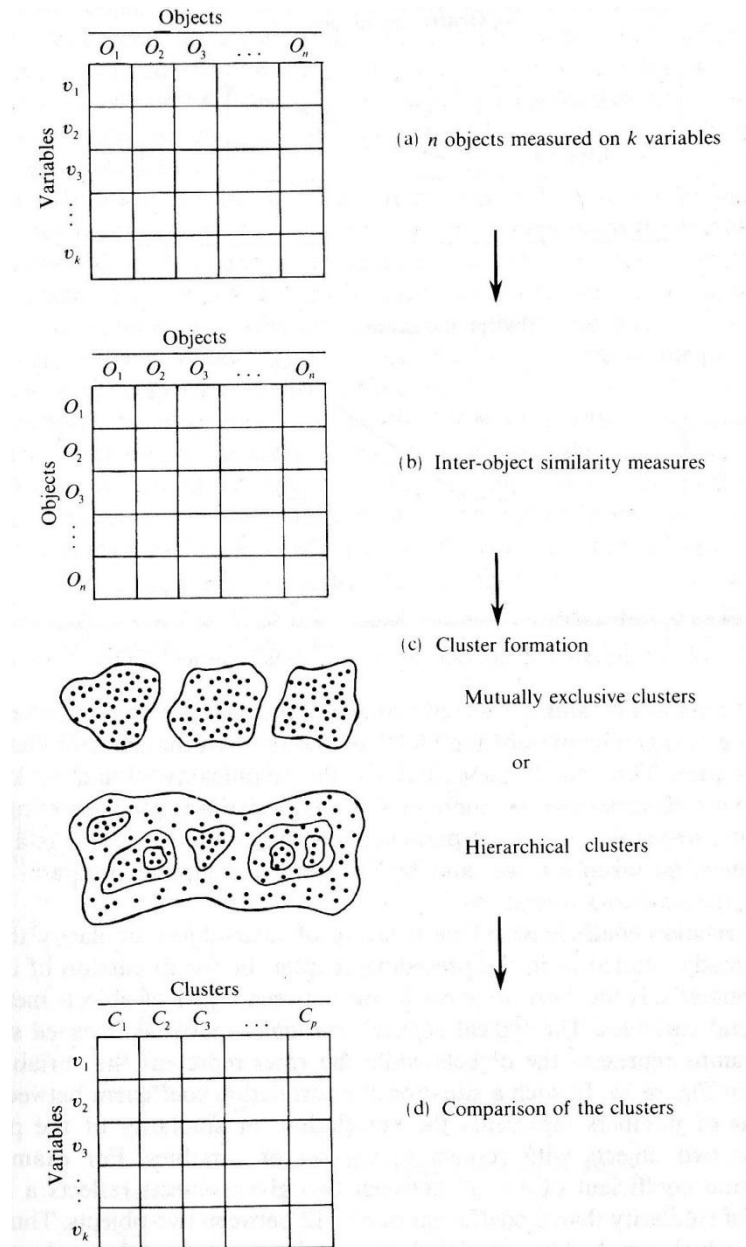 Objects
O1 O2 O3 ... On
Variables
v1
v2
v3
...
vk
(a) n objects measured on k variables
Objects
O1 O2 O3 .... On
Objects
O1
O2
O3
...
On
(b) Inter-object similarity measures
(c) Cluster formation
Mutually exclusive clusters
or
Hierarchical clusters
Clusters
C1 C2 C3 .... Cp
Variables
v1
v2
v3
...
vk
(d) Comparison of the clusters